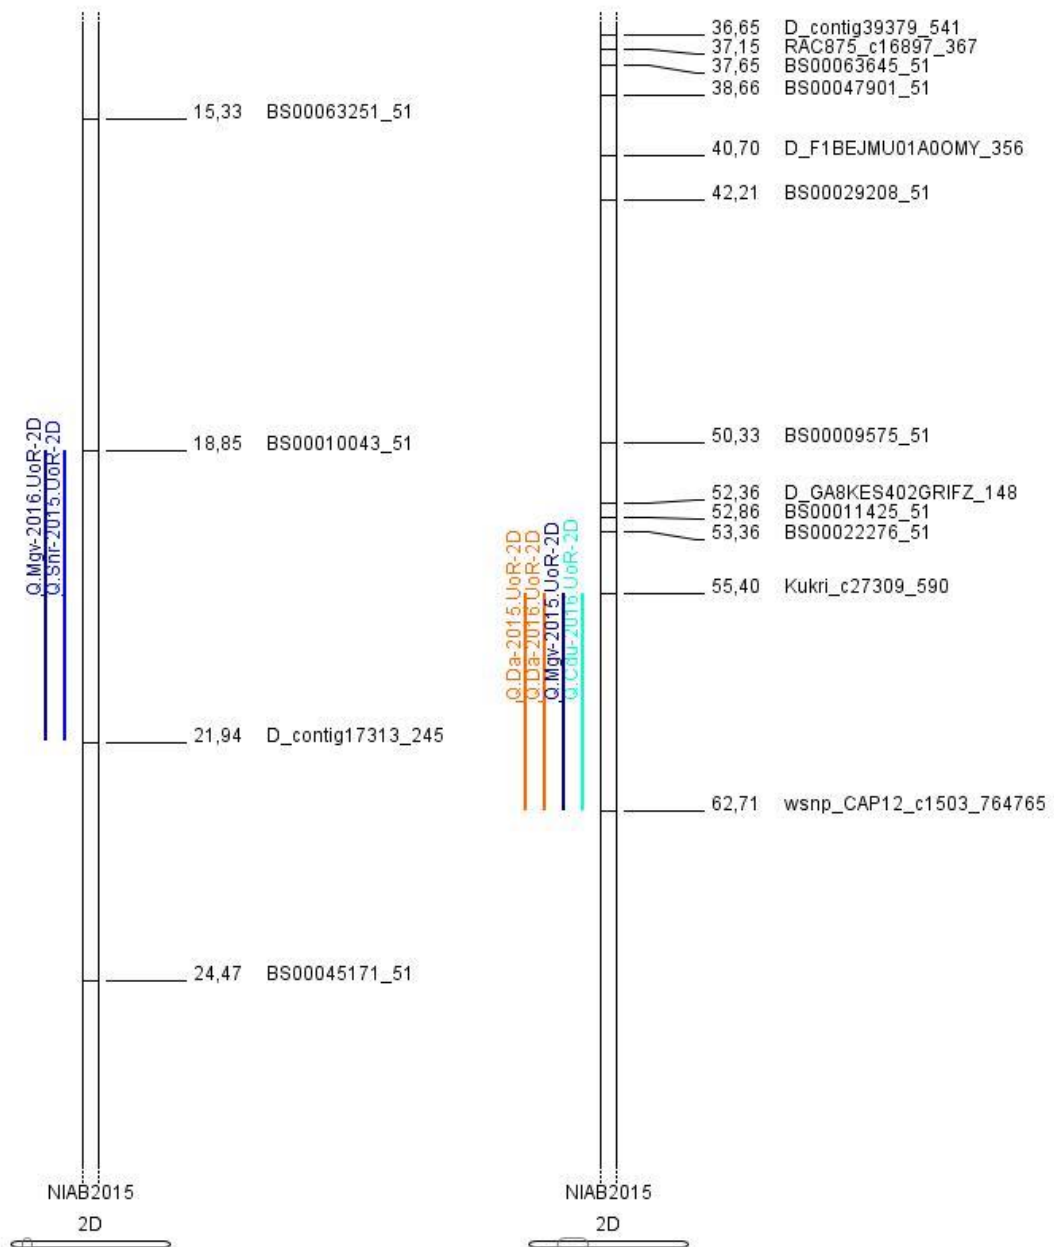 15,33 BS00063251_51
18,85 BS00010043_51
21,94 D_contig17313_245
24,47 BS00045171_51
Q.Mgv-2016.UoR-2D
Q.Snr-2015.UoR-2D
NIAB2015
2D
36,65 D_contig39379_541
37,15 RAC875_c16897_367
37,65 BS00063645_51
38,66 BS00047901_51
40,70 D_F1BEJMU01A0OMY_356
42,21 BS00029208_51
50,33 BS00009575_51
52,36 D_GA8KES402GRIFZ_148
52,86 BS00011425_51
53,36 BS00022276_51
55,40 Kukri_c27309_590
62,71 wsnp_CAP12_c1503_764765
Q.Da-2015.UoR-2D
Q.Da-2016.UoR-2D
Q.Mgv-2015.UoR-2D
Q.Cdu-2016.UoR-2D
NIAB2015
2D